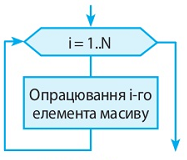 i = 1..N
Опрацювання і-го
елемента масиву